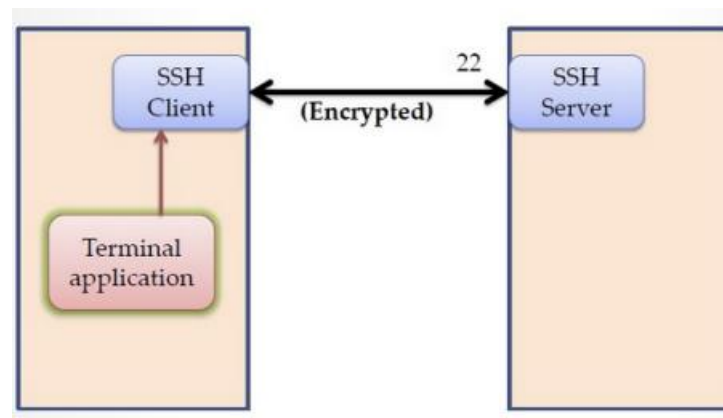 SSH
Client
22
SSH
Server
(Encrypted)
Terminal
application